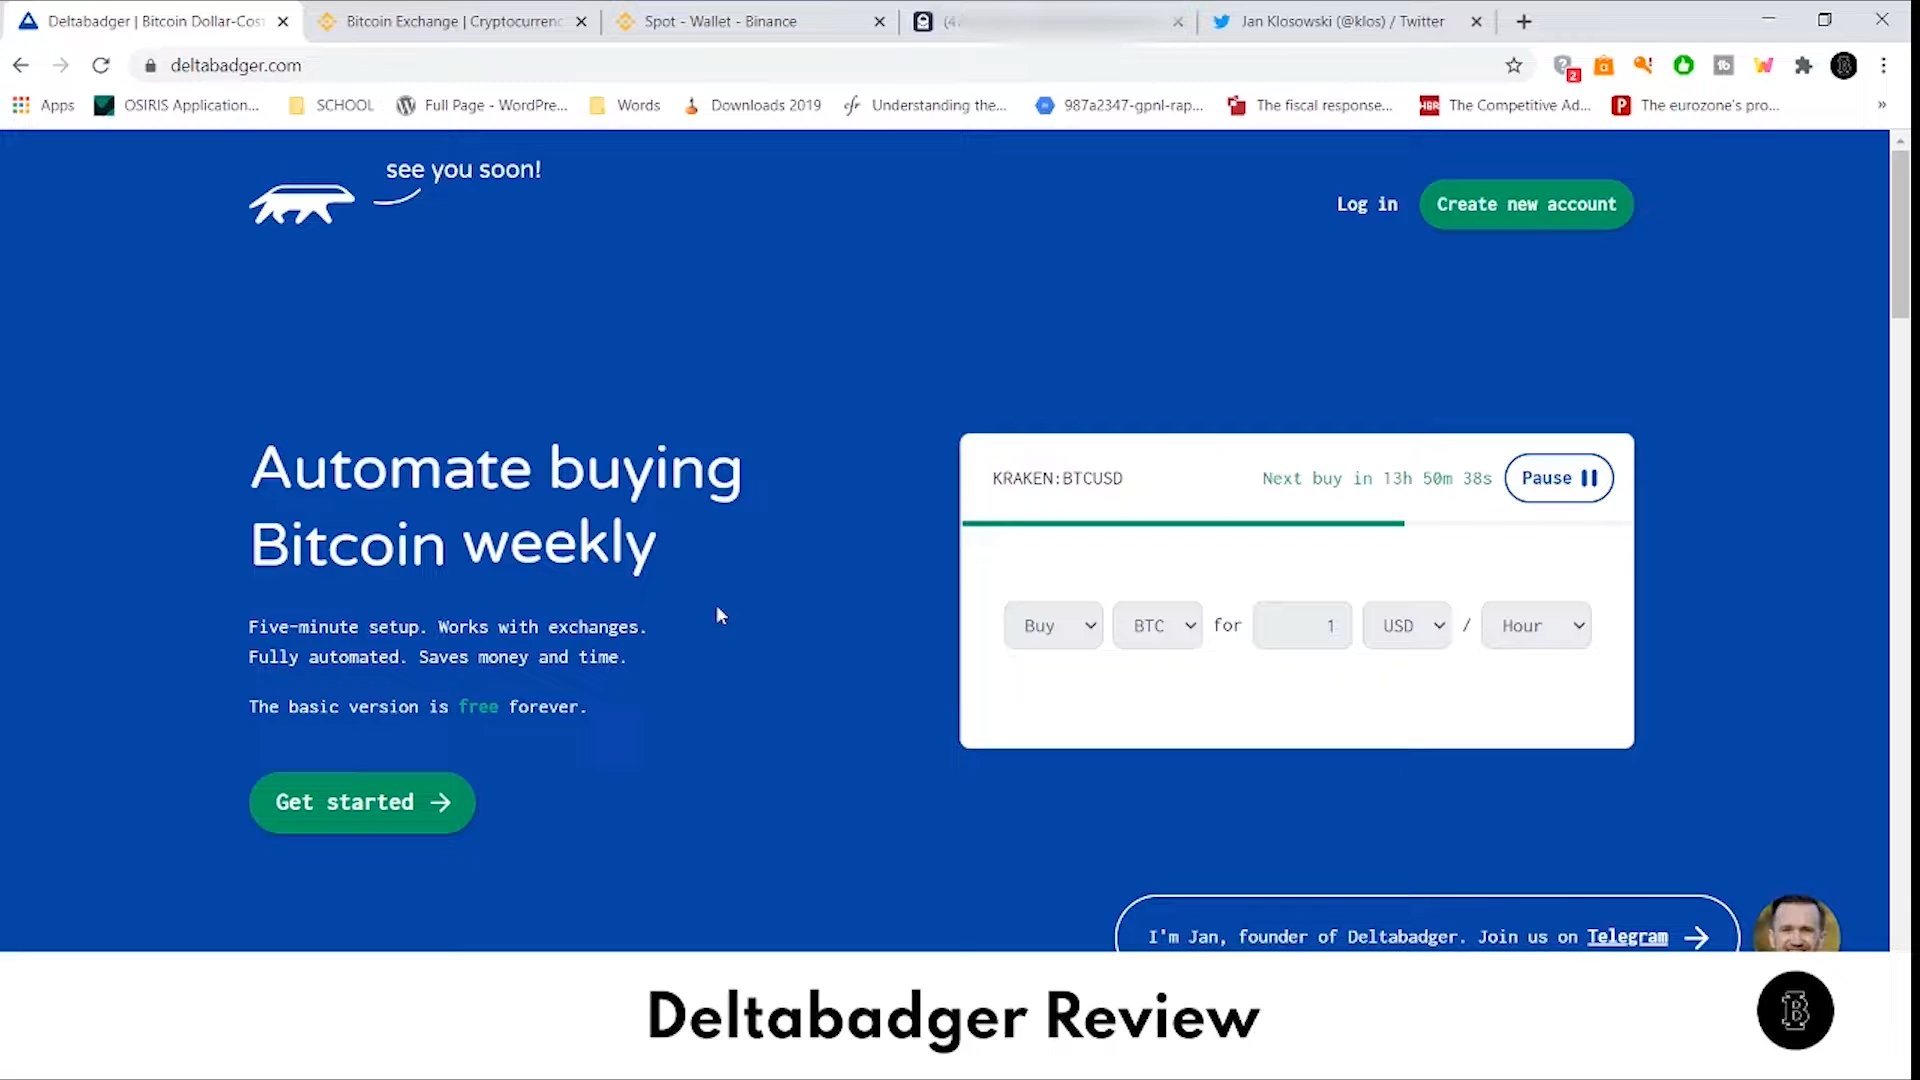 Deltabadger | Bitcoin Dollar-Cos
Bitcoin Exchange | Cryptocurrenc
Spot - Wallet - Binance
(4
Jan Klosowski (@klos) / Twitter
deltabadger.com
2
Apps
OSIRIS Application...
SCHOOL
Full Page - WordPre...
Words
Downloads 2019
cfr Understanding the...
987a2347-gpnl-rap...
The fiscal response...
HBR The Competitive Ad...
P The eurozone's pro...
see you soon!
Log in
Create new account
Automate buying
Bitcoin weekly
Five-minute setup. Works with exchanges.
Fully automated. Saves money and time.
The basic version is free forever.
Get started
KRAKEN:BTCUSD
Next buy in 13h 50m 38s
Pause
Buy BTC for 1 USD / Hour
I'm Jan, founder of Deltabadger. Join us on Telegram
Deltabadger Review
B